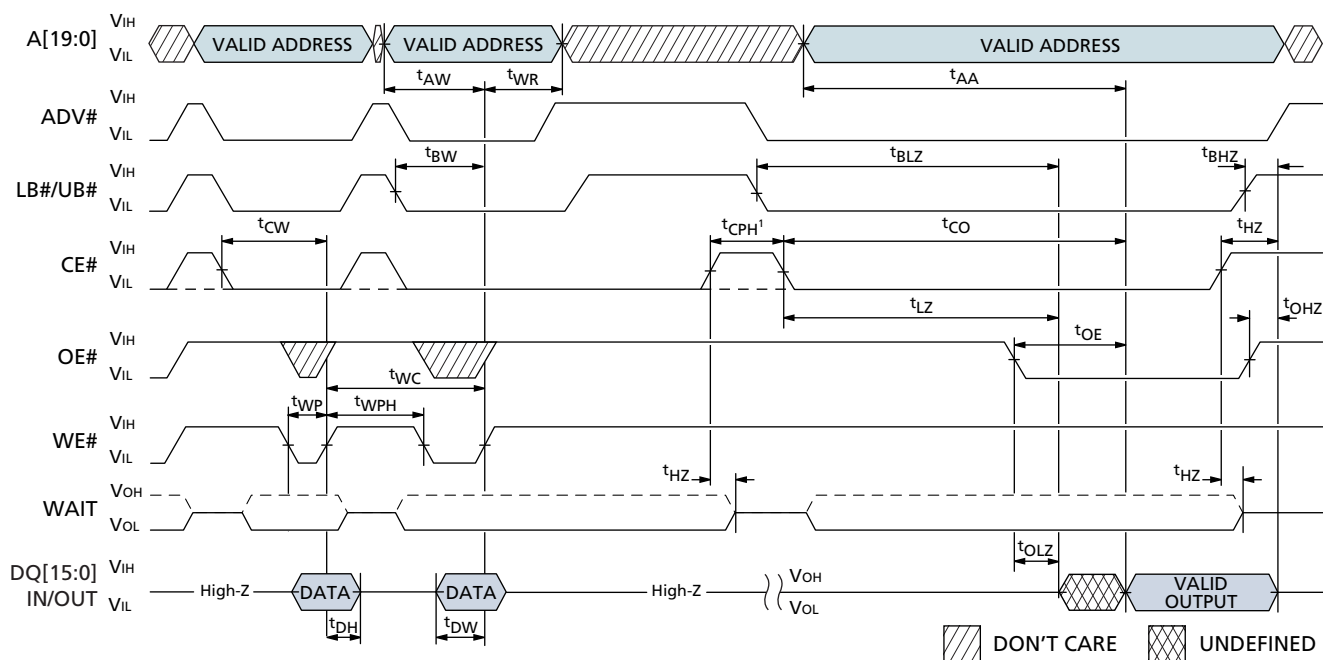 A[19:0] VIH VIL VALID ADDRESS VALID ADDRESS VALID ADDRESS
tAW tWR tAA
ADV# VIH VIL
tBW tBLZ tBHZ
LB#/UB# VIH VIL
tCW tCPH¹ tCO tHZ
CE# VIH VIL
tLZ tOHZ
OE# VIH VIL tOE
tWC
tWP tWPH
WE# VIH VIL
tHZ tHZ
WAIT VOH VOL
tOLZ
DQ[15:0] IN/OUT VIH VIL High-Z DATA DATA High-Z VOH VOL VALID OUTPUT
tDH tDW
DON'T CARE UNDEFINED